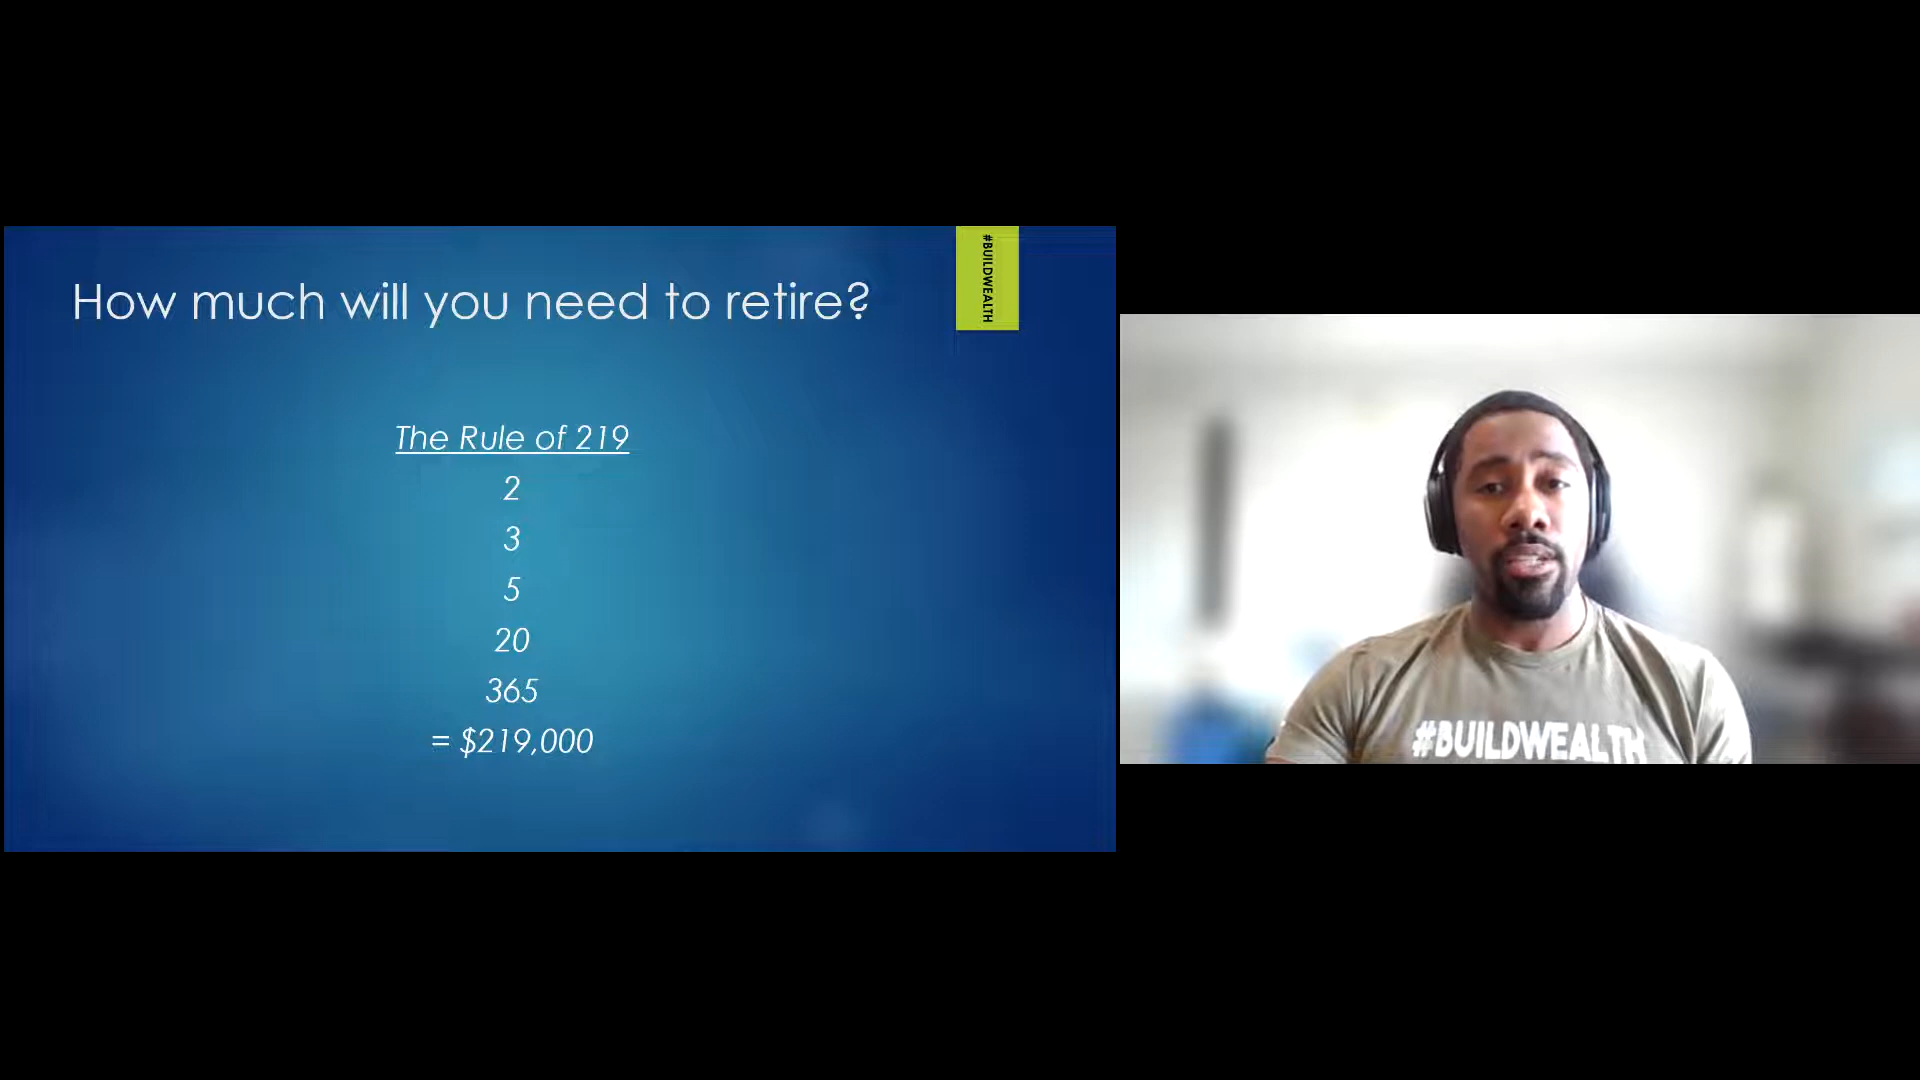 How much will you need to retire?
#BUILDWEALTH
The Rule of 219
2
3
5
20
365
= $219,000
#BUILDWEALTH